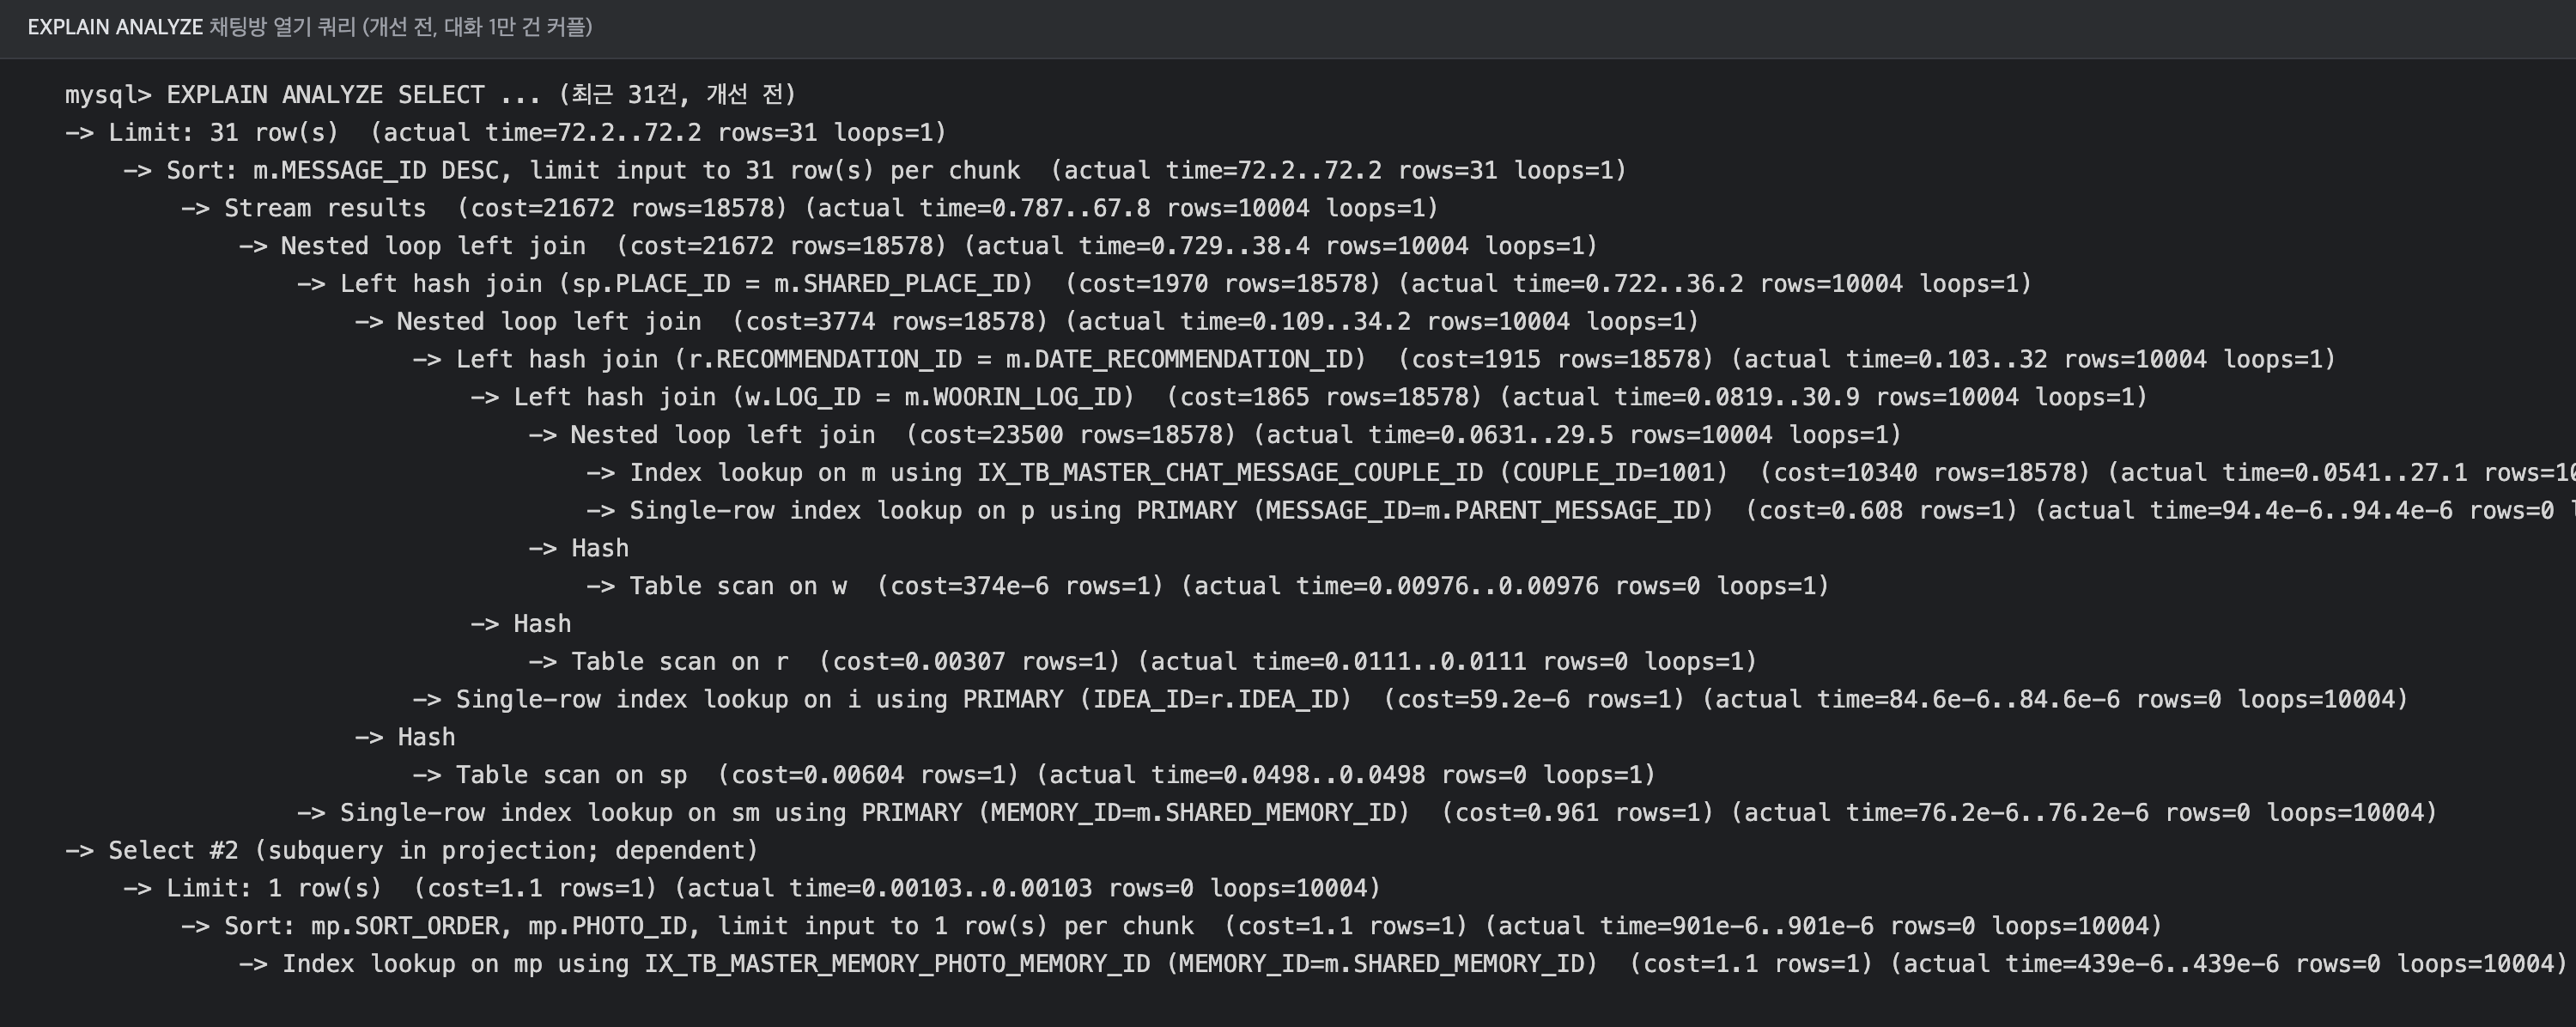 EXPLAIN ANALYZE 채팅방 열기 쿼리 (개선 전, 대화 1만 건 커플)
mysql> EXPLAIN ANALYZE SELECT ... (최근 31건, 개선 전)
-> Limit: 31 row(s)  (actual time=72.2..72.2 rows=31 loops=1)
-> Sort: m.MESSAGE_ID DESC, limit input to 31 row(s) per chunk  (actual time=72.2..72.2 rows=31 loops=1)
-> Stream results  (cost=21672 rows=18578) (actual time=0.787..67.8 rows=10004 loops=1)
-> Nested loop left join  (cost=21672 rows=18578) (actual time=0.729..38.4 rows=10004 loops=1)
-> Left hash join (sp.PLACE_ID = m.SHARED_PLACE_ID)  (cost=1970 rows=18578) (actual time=0.722..36.2 rows=10004 loops=1)
-> Nested loop left join  (cost=3774 rows=18578) (actual time=0.109..34.2 rows=10004 loops=1)
-> Left hash join (r.RECOMMENDATION_ID = m.DATE_RECOMMENDATION_ID)  (cost=1915 rows=18578) (actual time=0.103..32 rows=10004 loops=1)
-> Left hash join (w.LOG_ID = m.WOORIN_LOG_ID)  (cost=1865 rows=18578) (actual time=0.0819..30.9 rows=10004 loops=1)
-> Nested loop left join  (cost=23500 rows=18578) (actual time=0.0631..29.5 rows=10004 loops=1)
-> Index lookup on m using IX_TB_MASTER_CHAT_MESSAGE_COUPLE_ID (COUPLE_ID=1001)  (cost=10340 rows=18578) (actual time=0.0541..27.1
-> Single-row index lookup on p using PRIMARY (MESSAGE_ID=m.PARENT_MESSAGE_ID)  (cost=0.608 rows=1) (actual time=94.4e-6..94.4e-6 rows=0
-> Hash
-> Table scan on w  (cost=374e-6 rows=1) (actual time=0.00976..0.00976 rows=0 loops=1)
-> Hash
-> Table scan on r  (cost=0.00307 rows=1) (actual time=0.0111..0.0111 rows=0 loops=1)
-> Single-row index lookup on i using PRIMARY (IDEA_ID=r.IDEA_ID)  (cost=59.2e-6 rows=1) (actual time=84.6e-6..84.6e-6 rows=0 loops=10004)
-> Hash
-> Table scan on sp  (cost=0.00604 rows=1) (actual time=0.0498..0.0498 rows=0 loops=1)
-> Single-row index lookup on sm using PRIMARY (MEMORY_ID=m.SHARED_MEMORY_ID)  (cost=0.961 rows=1) (actual time=76.2e-6..76.2e-6 rows=0 loops=10004)
-> Select #2 (subquery in projection; dependent)
-> Limit: 1 row(s)  (cost=1.1 rows=1) (actual time=0.00103..0.00103 rows=0 loops=10004)
-> Sort: mp.SORT_ORDER, mp.PHOTO_ID, limit input to 1 row(s) per chunk  (cost=1.1 rows=1) (actual time=901e-6..901e-6 rows=0 loops=10004)
-> Index lookup on mp using IX_TB_MASTER_MEMORY_PHOTO_MEMORY_ID (MEMORY_ID=m.SHARED_MEMORY_ID)  (cost=1.1 rows=1) (actual time=439e-6..439e-6 rows=0 loops=10004)